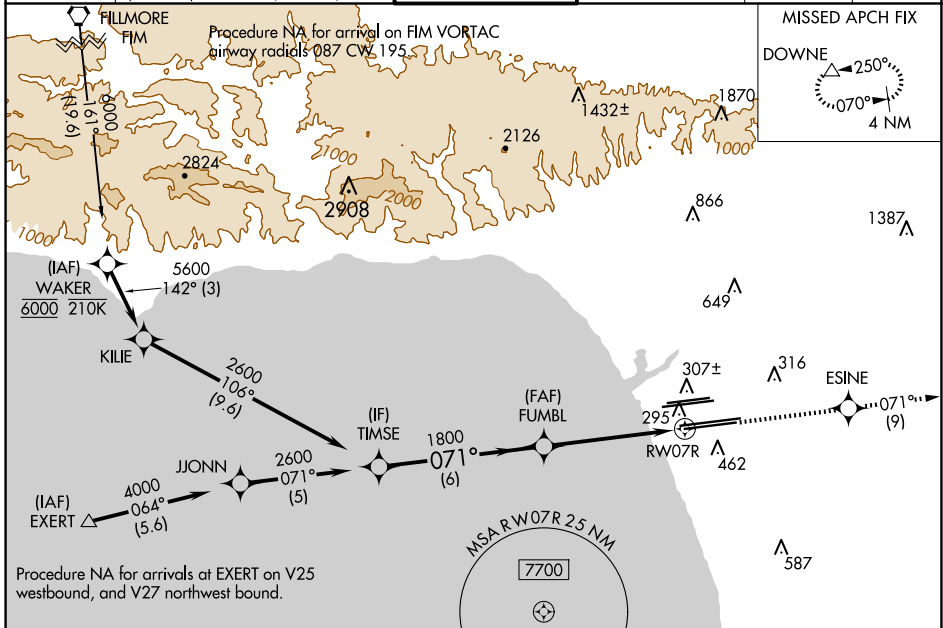 FILLMORE
FIM
Procedure NA for arrival on FIM VORTAC
airway radials 087 CW 195.
MISSED APCH FIX
DOWNE
250°
070°
4 NM
6000
161°
(19.6)
1432±
1870
2126
1000
1000
2824
2908
2000
866
1387
1000
(IAF)
WAKER
6000 210K
5600
142° (3)
649
KILIE
2600
106°
(9.6)
307±
316
295
ESINE
071°
(9)
(FAF)
FUMBL
(IF)
TIMSE
1800
071°
(6)
RW07R
462
JJONN
2600
071°
(5)
(IAF)
EXERT
4000
064°
(5.6)
MSA RW07R 25 NM
7700
587
Procedure NA for arrivals at EXERT on V25
westbound, and V27 northwest bound.